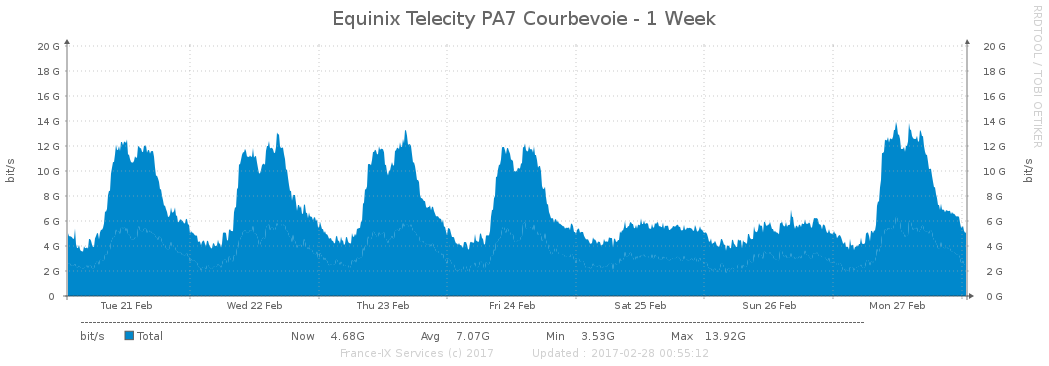 Equinix Telecity PA7 Courbevoie - 1 Week
RRDTOOL / TOBI OETIKER
bit/s
bit/s
20 G 20 G
18 G 18 G
16 G 16 G
14 G 14 G
12 G 12 G
10 G 10 G
8 G 8 G
6 G 6 G
4 G 4 G
2 G 2 G
0 0 G
Tue 21 Feb Wed 22 Feb Thu 23 Feb Fri 24 Feb Sat 25 Feb Sun 26 Feb Mon 27 Feb
bit/s Total Now 4.68G Avg 7.07G Min 3.53G Max 13.92G
France-IX Services (c) 2017 Updated : 2017-02-28 00:55:12